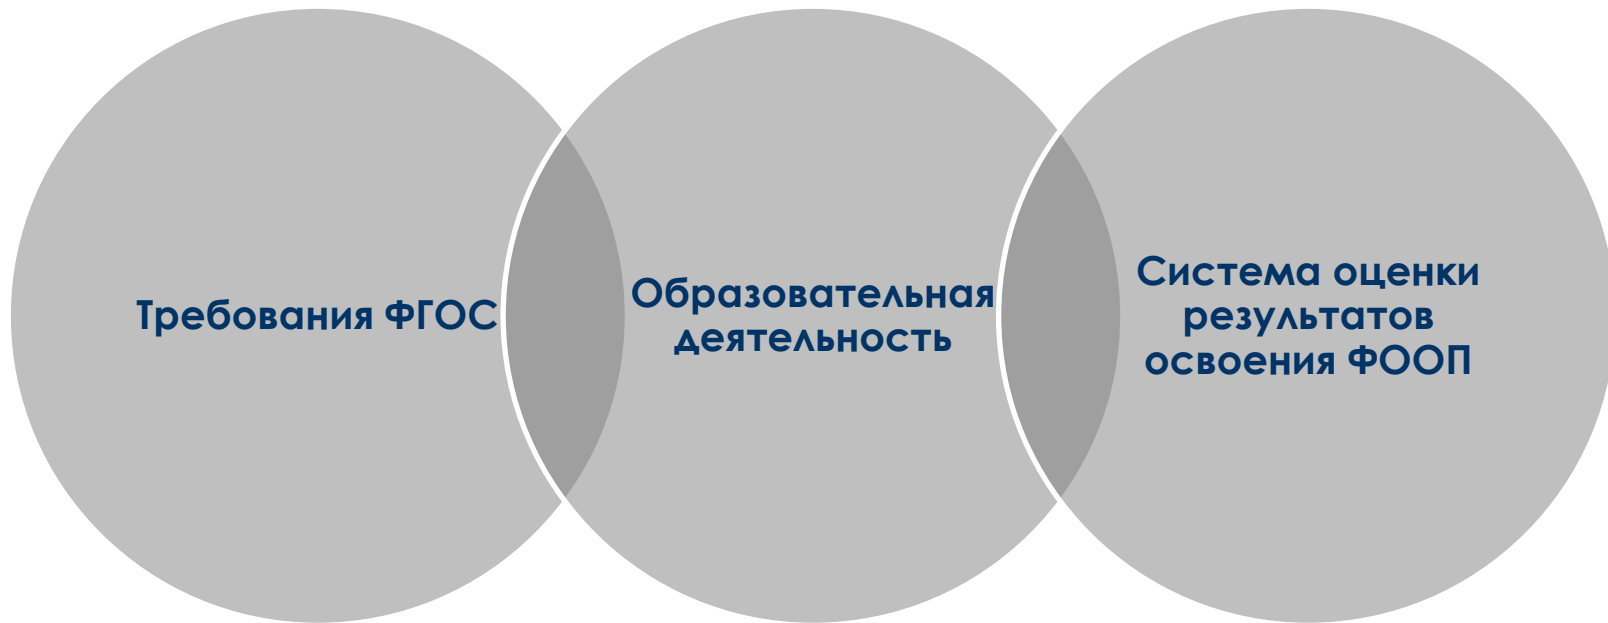 Требования ФГОС
Образовательная
деятельность
Система оценки
результатов
освоения ФООП